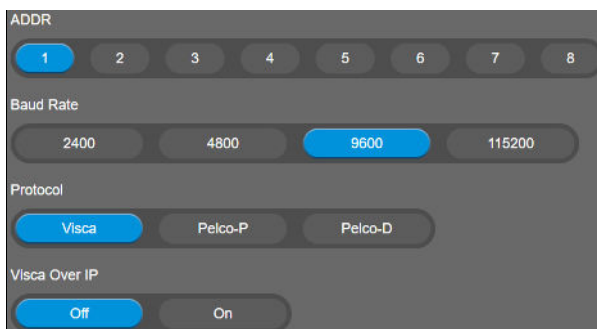 ADDR
1 2 3 4 5 6 7 8
Baud Rate
2400 4800 9600 115200
Protocol
Visca Pelco-P Pelco-D
Visca Over IP
Off On